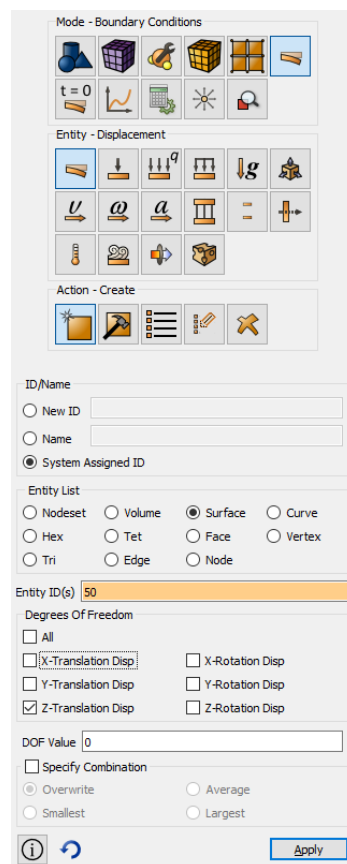 Mode - Boundary Conditions
t = 0
Entity - Displacement
q
g
υ ω a
Action - Create
ID/Name
New ID
Name
System Assigned ID
Entity List
Nodeset Volume Surface Curve
Hex Tet Face Vertex
Tri Edge Node
Entity ID(s) 50
Degrees Of Freedom
All
X-Translation Disp X-Rotation Disp
Y-Translation Disp Y-Rotation Disp
Z-Translation Disp Z-Rotation Disp
DOF Value 0
Specify Combination
Overwrite Average
Smallest Largest
i Apply